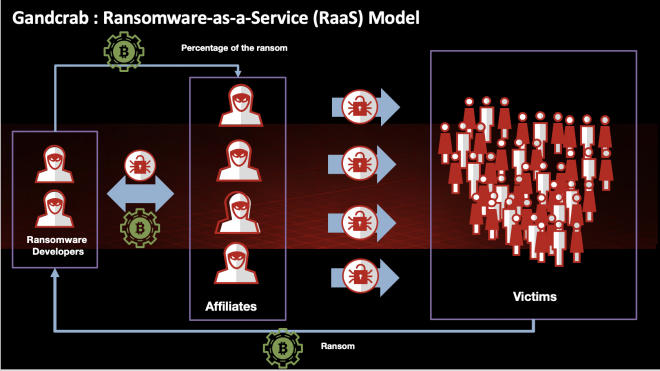 Gandcrab : Ransomware-as-a-Service (RaaS) Model
Percentage of the ransom
Ransomware
Developers
Affiliates
Victims
Ransom